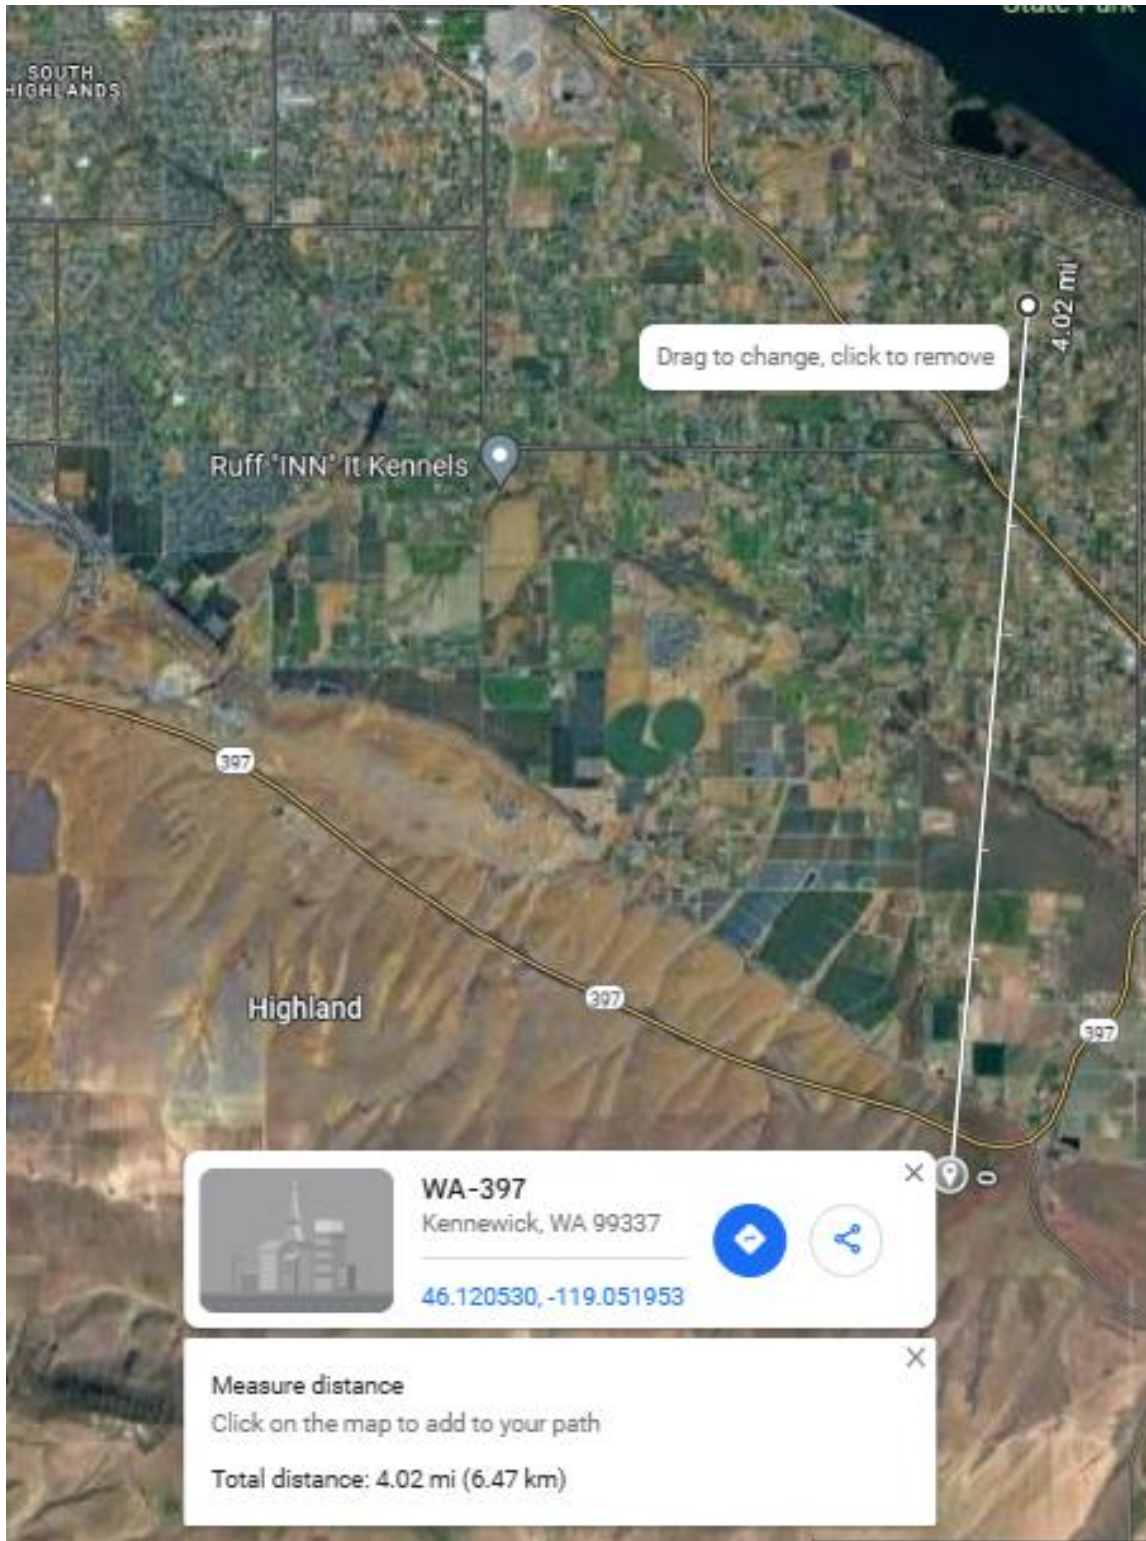 State Park
SOUTH
HIGHLANDS
4.02 mi
Drag to change, click to remove
Ruff "INN" It Kennels
397
Highland
397
397
0
WA-397
Kennewick, WA 99337
46.120530, -119.051953
Measure distance
Click on the map to add to your path
Total distance: 4.02 mi (6.47 km)